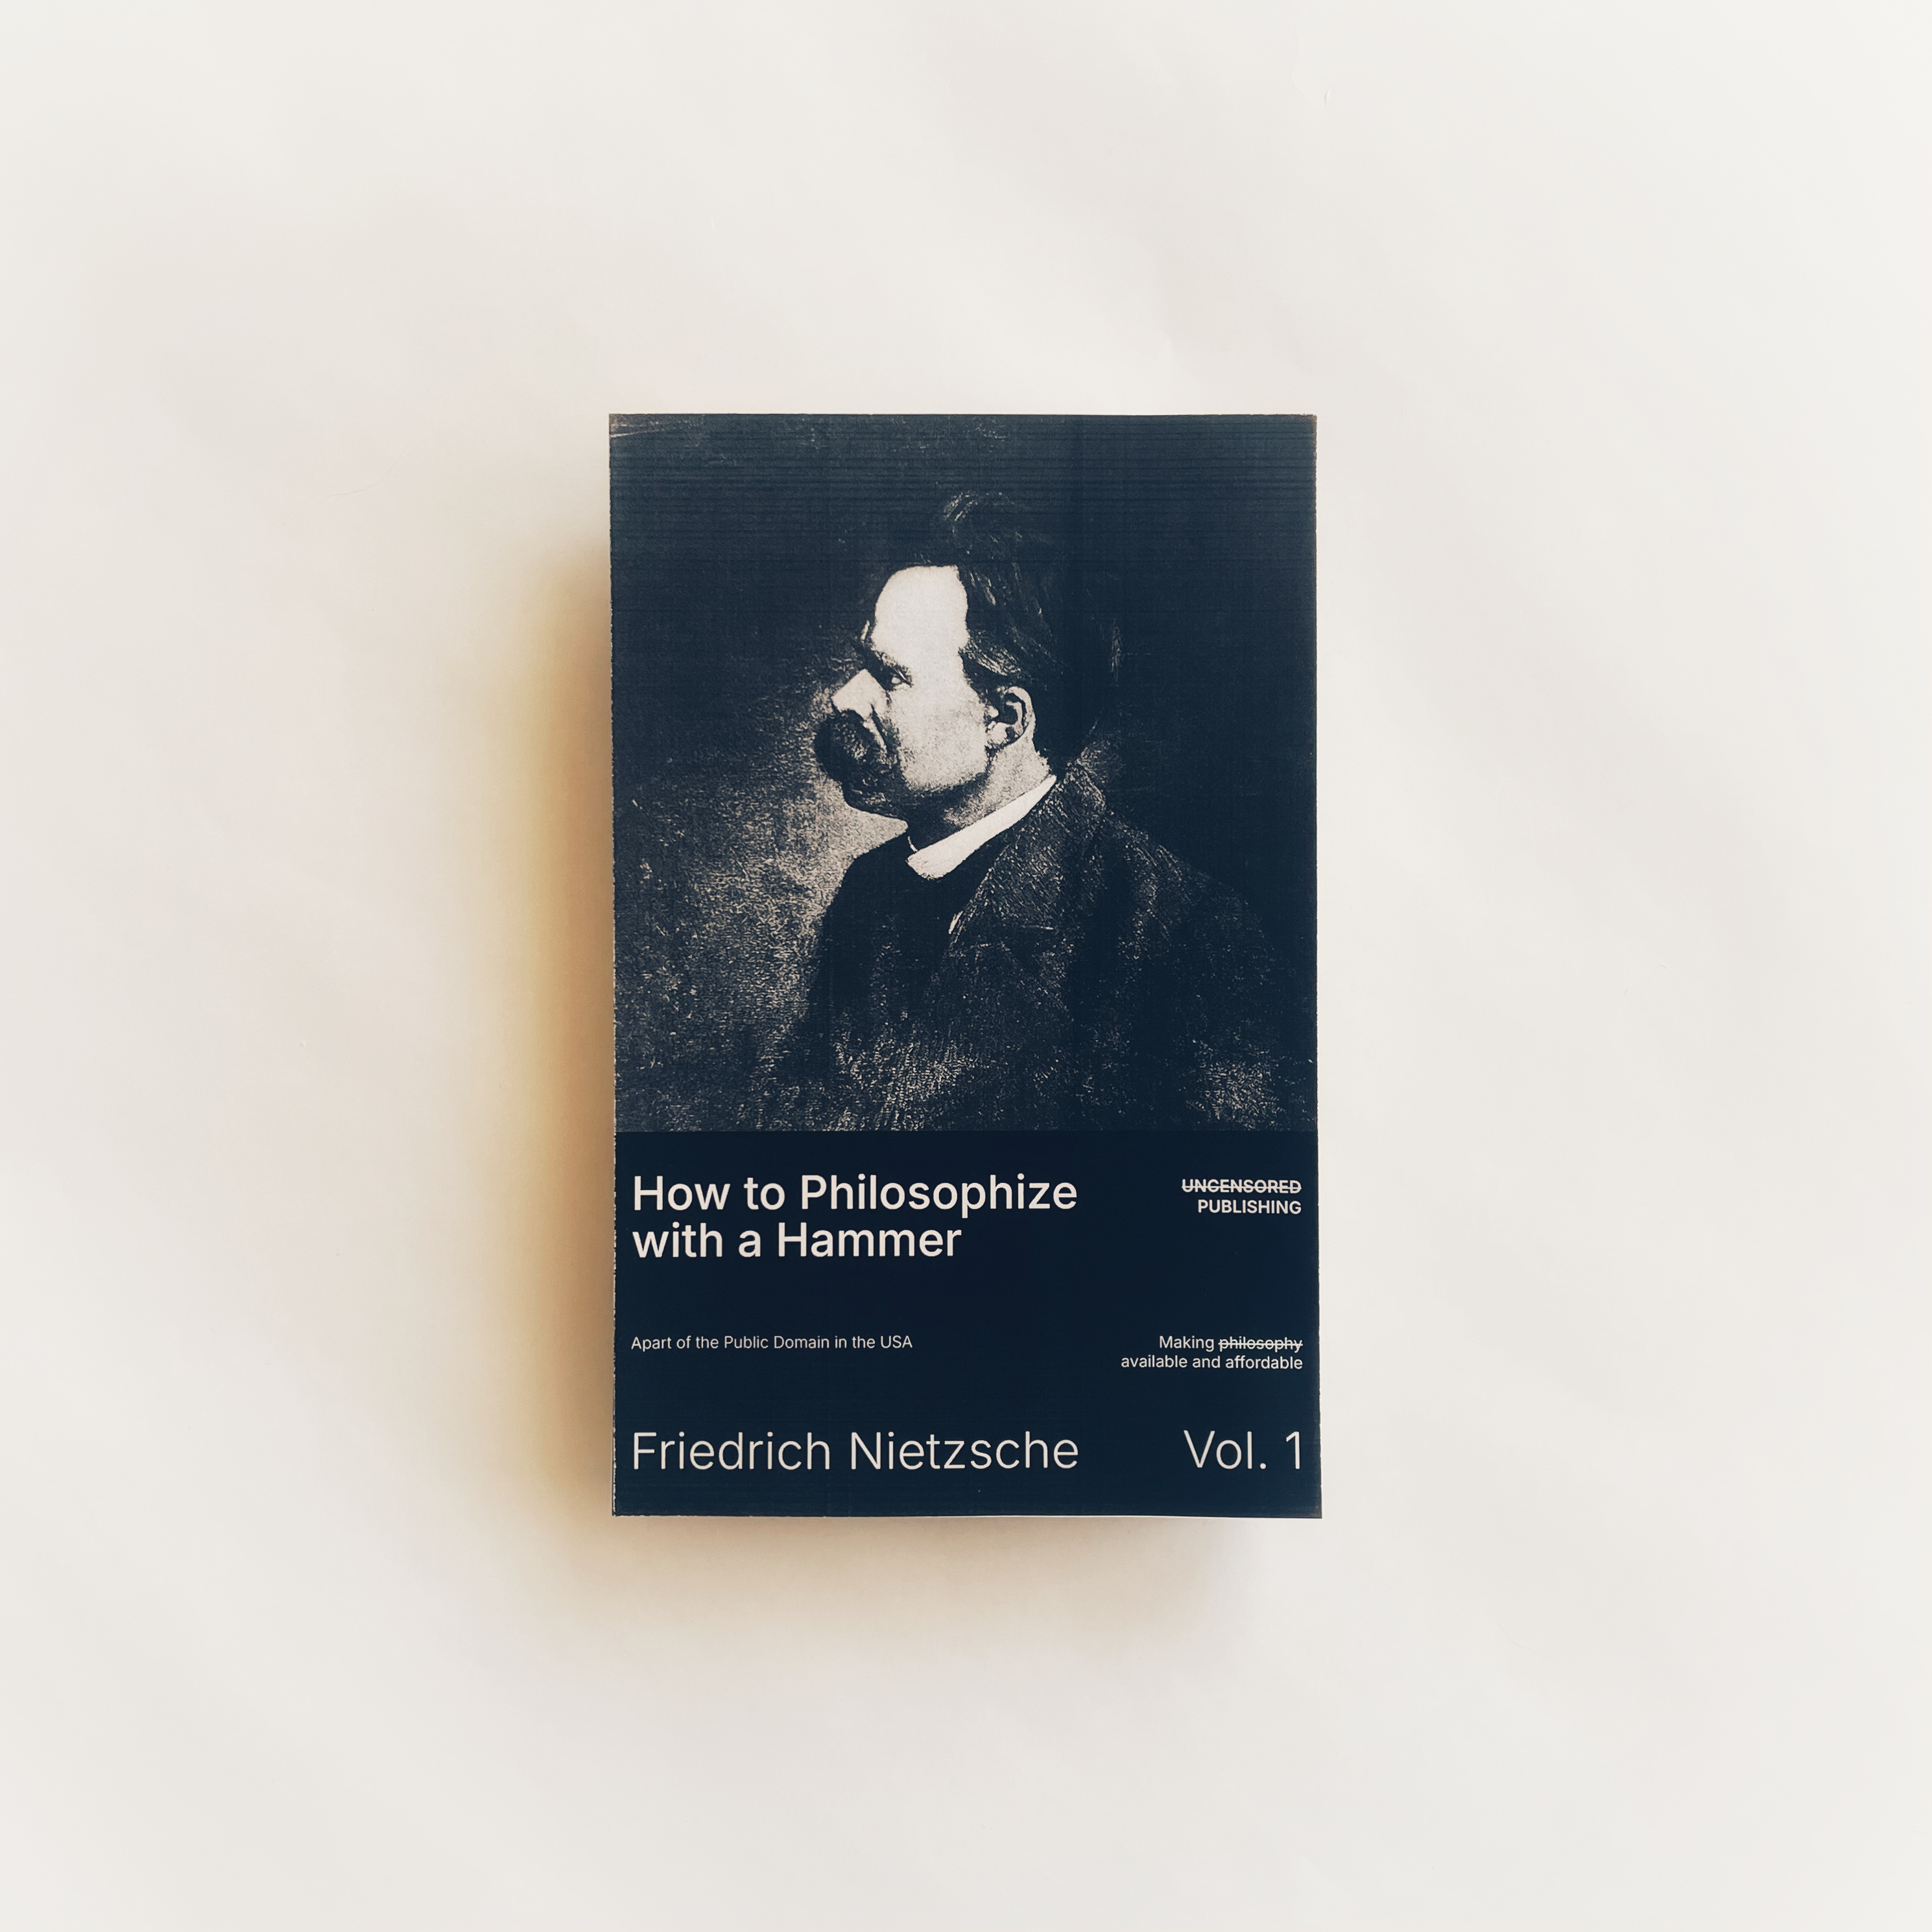 How to Philosophize
with a Hammer
UNCENSORED
PUBLISHING
Apart of the Public Domain in the USA
Making philosophy
available and affordable
Friedrich Nietzsche
Vol. 1